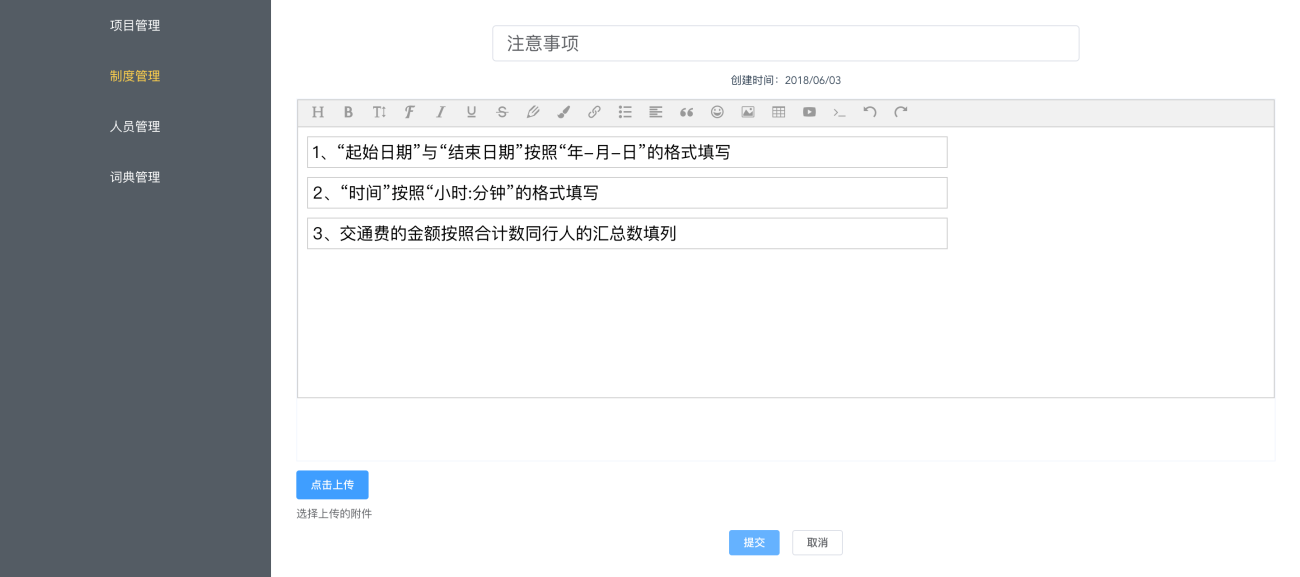 项目管理
制度管理
人员管理
词典管理
注意事项
创建时间：2018/06/03
H B T F I U S
1、“起始日期”与“结束日期”按照“年-月-日”的格式填写
2、“时间”按照“小时:分钟”的格式填写
3、交通费的金额按照合计数同行人的汇总数填列
点击上传
选择上传的附件
提交 取消